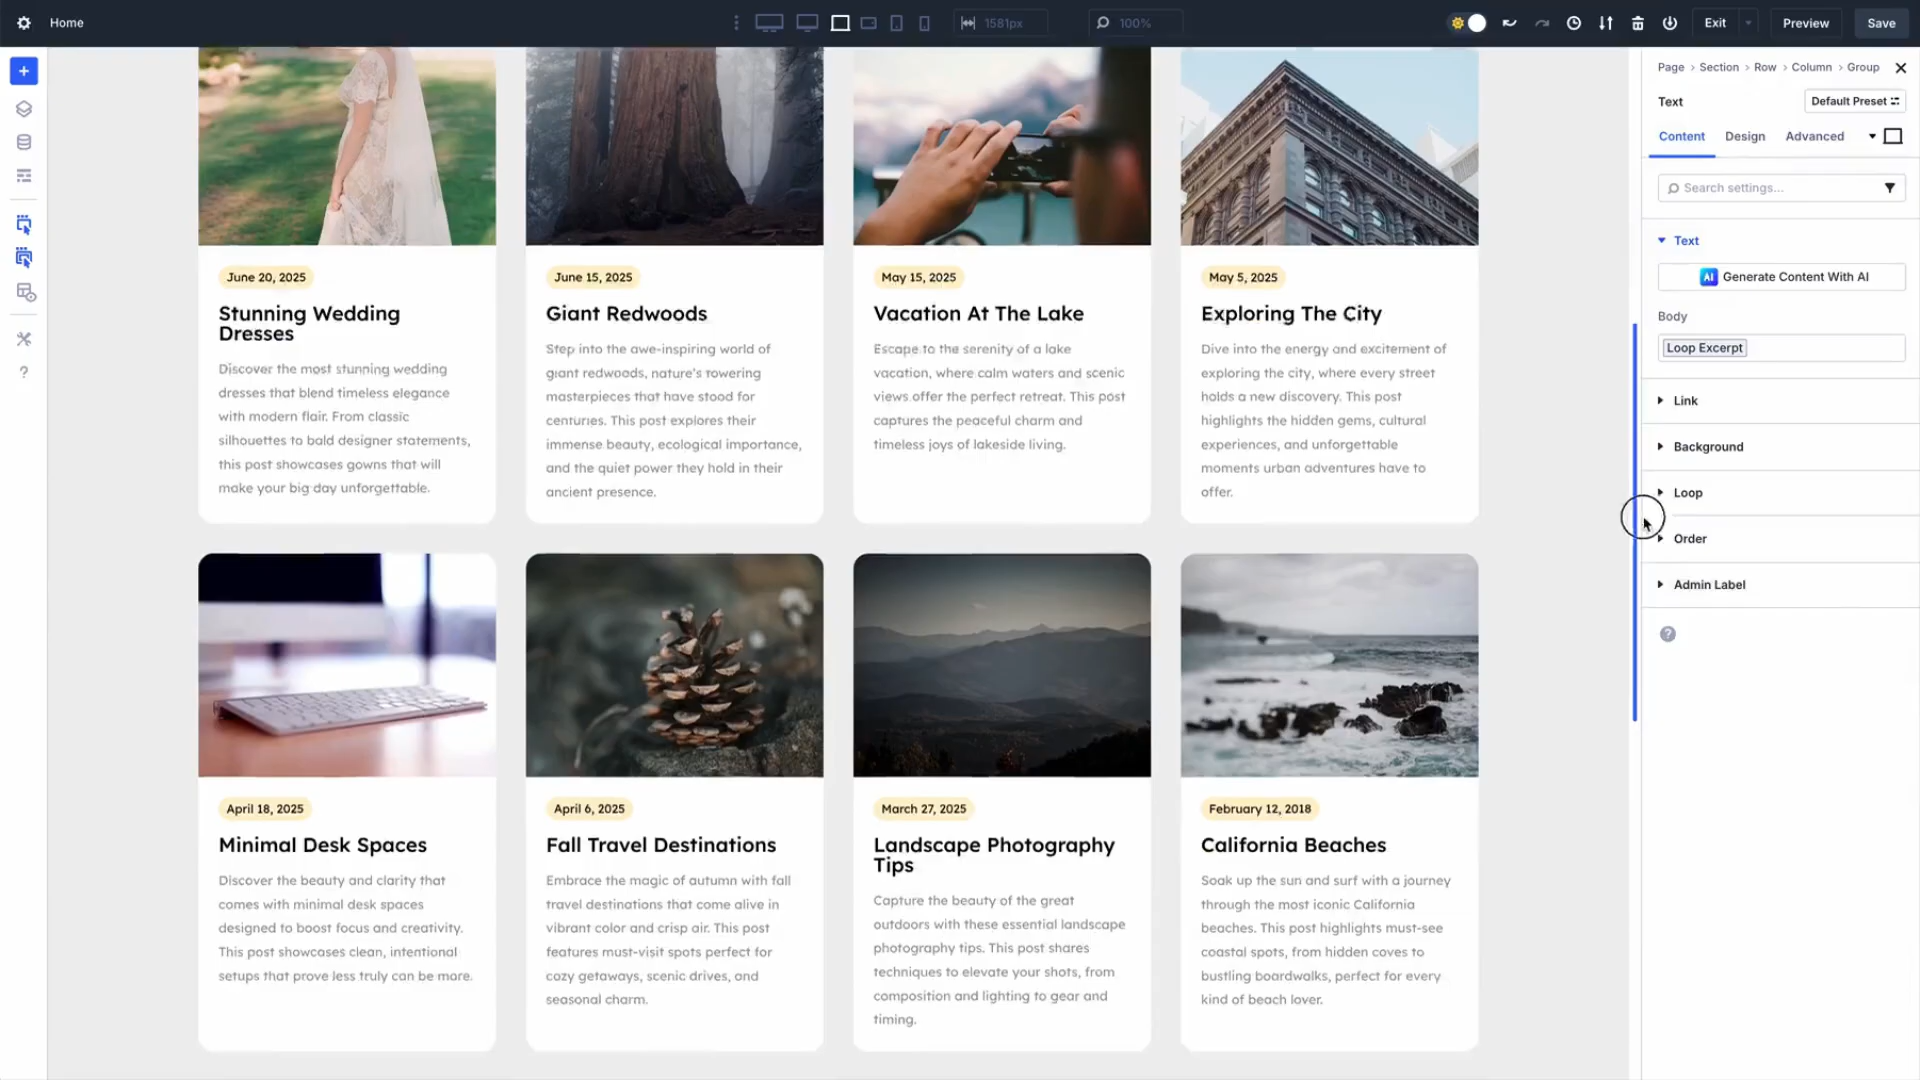 Home
1581px
100%
Exit
Preview
Save
June 20, 2025
Stunning Wedding
Dresses
Discover the most stunning wedding
dresses that blend timeless elegance
with modern flair. From classic
silhouettes to bold designer statements,
this post showcases gowns that will
make your big day unforgettable.
June 15, 2025
Giant Redwoods
Step into the awe-inspiring world of
giant redwoods, nature's towering
masterpieces that have stood for
centuries. This post explores their
immense beauty, ecological importance,
and the quiet power they hold in their
ancient presence.
May 15, 2025
Vacation At The Lake
Escape to the serenity of a lake
vacation, where calm waters and scenic
views offer the perfect retreat. This post
captures the peaceful charm and
timeless joys of lakeside living.
May 5, 2025
Exploring The City
Dive into the energy and excitement of
exploring the city, where every street
holds a new discovery. This post
highlights the hidden gems, cultural
experiences, and unforgettable
moments urban adventures have to
offer.
April 18, 2025
Minimal Desk Spaces
Discover the beauty and clarity that
comes with minimal desk spaces
designed to boost focus and creativity.
This post showcases clean, intentional
setups that prove less truly can be more.
April 6, 2025
Fall Travel Destinations
Embrace the magic of autumn with fall
travel destinations that come alive in
vibrant color and crisp air. This post
features must-visit spots perfect for
cozy getaways, scenic drives, and
seasonal charm.
March 27, 2025
Landscape Photography
Tips
Capture the beauty of the great
outdoors with these essential landscape
photography tips. This post shares
techniques to elevate your shots, from
composition and lighting to gear and
timing.
February 12, 2018
California Beaches
Soak up the sun and surf with a journey
through the most iconic California
beaches. This post highlights must-see
coastal spots, from hidden coves to
bustling boardwalks, perfect for every
kind of beach lover.
Page > Section > Row > Column > Group
Text
Default Preset
Content
Design
Advanced
Search settings...
Text
AI Generate Content With AI
Body
Loop Excerpt
Link
Background
Loop
Order
Admin Label